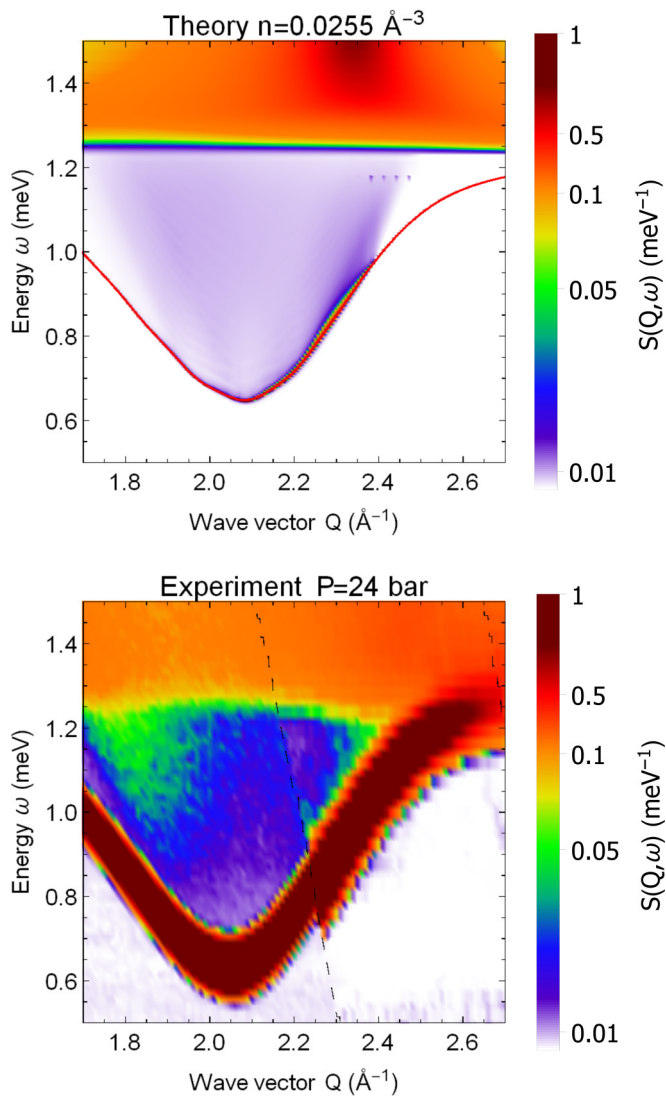 Theory n=0.0255 Å⁻³
Energy ω (meV)
1.4
1.2
1.0
0.8
0.6
1.8 2.0 2.2 2.4 2.6
Wave vector Q (Å⁻¹)
1
0.5
0.1
0.05
0.01
S(Q,ω) (meV⁻¹)
Experiment P=24 bar
Energy ω (meV)
1.4
1.2
1.0
0.8
0.6
1.8 2.0 2.2 2.4 2.6
Wave vector Q (Å⁻¹)
1
0.5
0.1
0.05
0.01
S(Q,ω) (meV⁻¹)